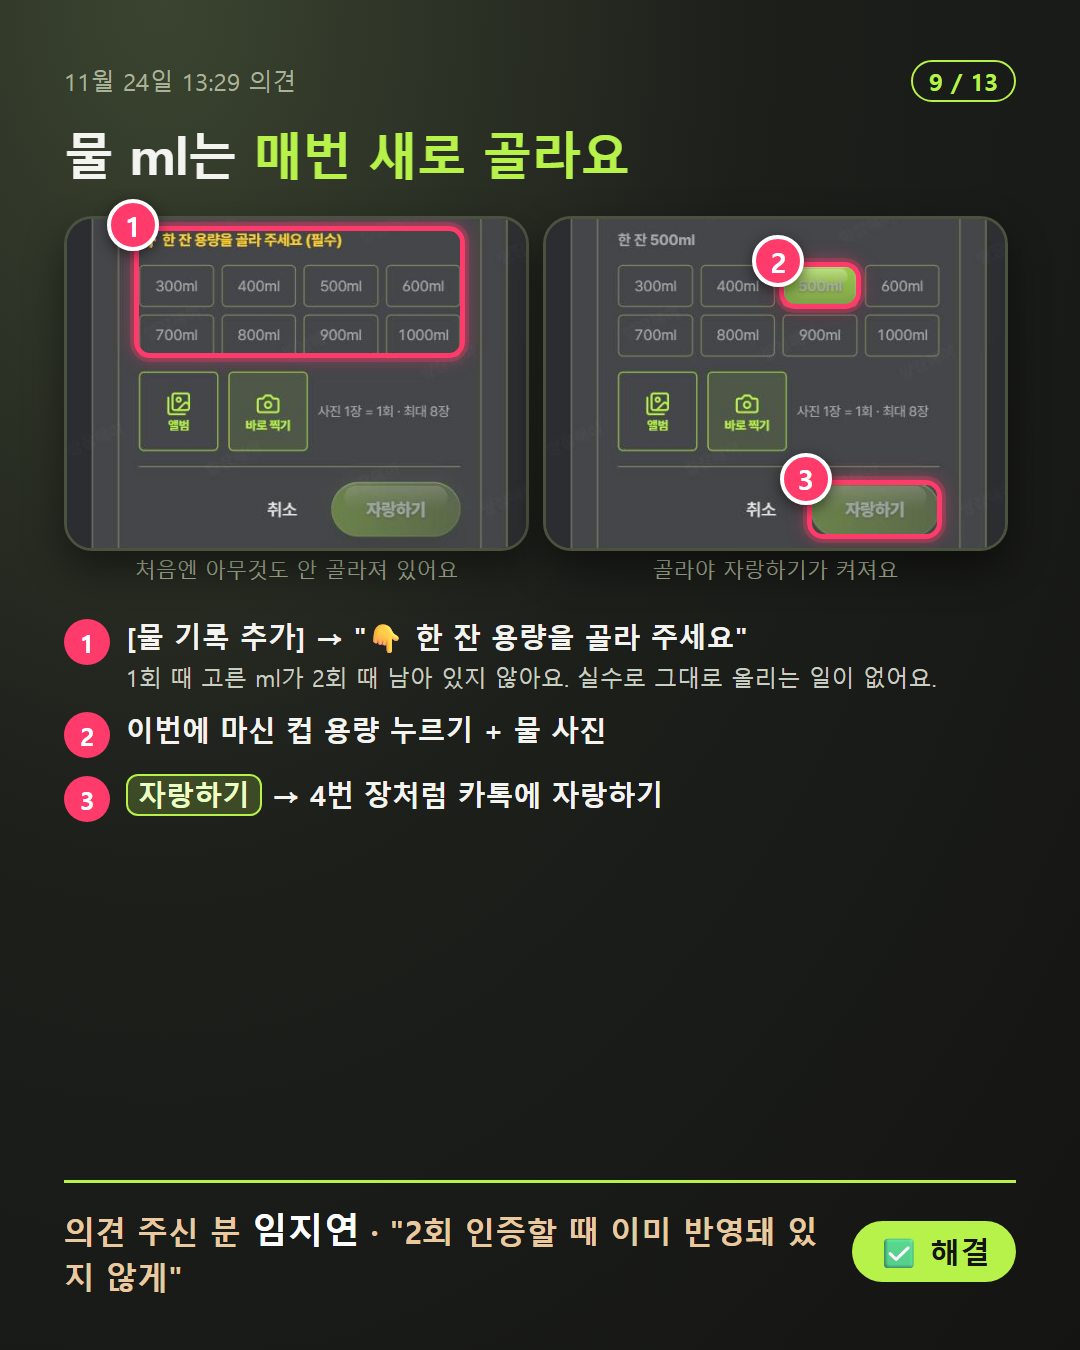 11월 24일 13:29 의견
9 / 13
물 ml는 매번 새로 골라요
1
한 잔 용량을 골라 주세요 (필수)
300ml 400ml 500ml 600ml
700ml 800ml 900ml 1000ml
앨범
바로 찍기
사진 1장 = 1회 · 최대 8장
취소
자랑하기
처음엔 아무것도 안 골라져 있어요
한 잔 500ml
2
300ml 400ml 500ml 600ml
700ml 800ml 900ml 1000ml
앨범
바로 찍기
사진 1장 = 1회 · 최대 8장
3
취소
자랑하기
골라야 자랑하기가 켜져요
1 [물 기록 추가] → "👇 한 잔 용량을 골라 주세요"
1회 때 고른 ml가 2회 때 남아 있지 않아요. 실수로 그대로 올리는 일이 없어요.
2 이번에 마신 컵 용량 누르기 + 물 사진
3 자랑하기 → 4번 장처럼 카톡에 자랑하기
의견 주신 분 임지연 · "2회 인증할 때 이미 반영돼 있
지 않게"
✅ 해결